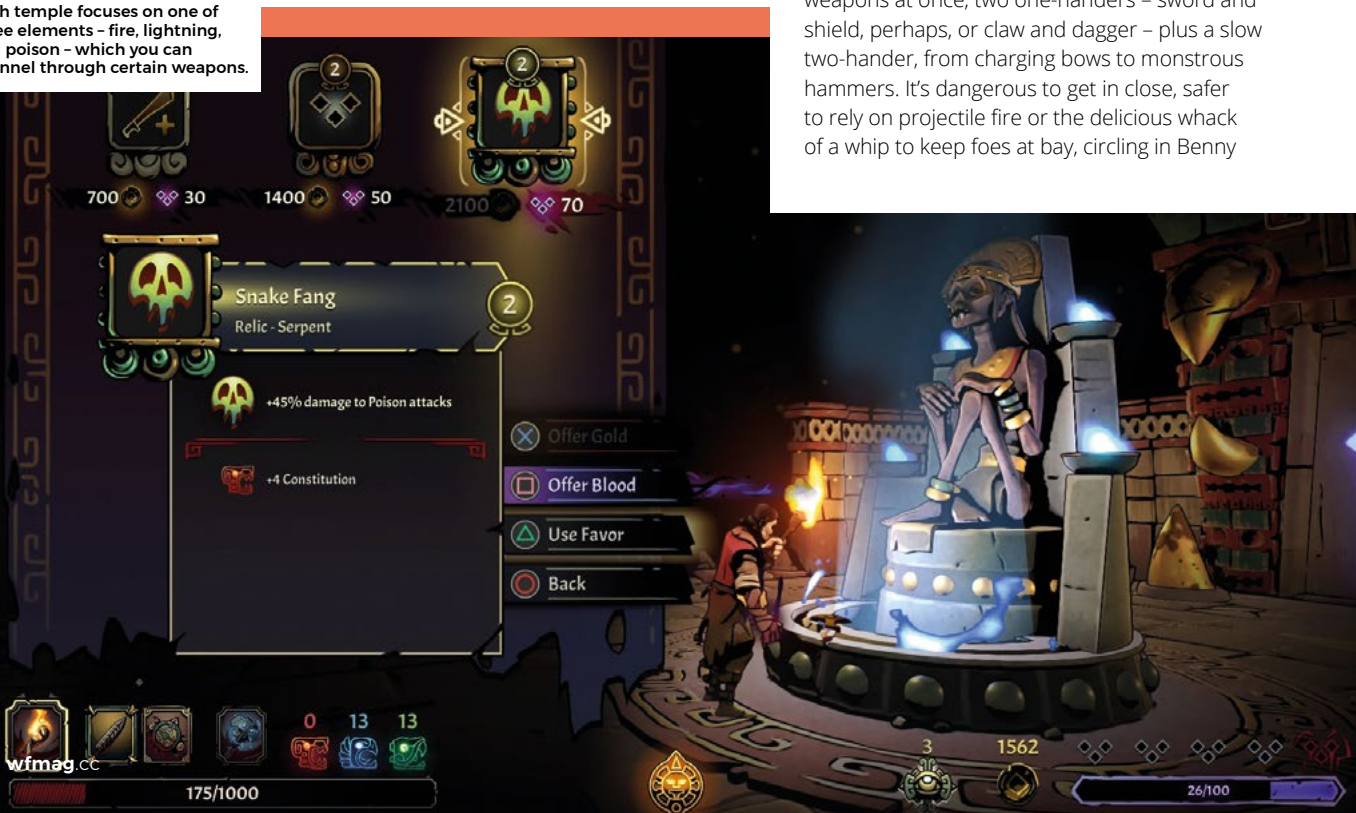 temple focuses on one of
elements – fire, lightning,
poison – which you can
through certain weapons.
weapons at once, two one-handers – sword and
shield, perhaps, or claw and dagger – plus a slow
two-hander, from charging bows to monstrous
hammers. It's dangerous to get in close, safer
to rely on projectile fire or the delicious whack
of a whip to keep foes at bay, circling in Benny
2
2
700 30
1400 50
2100 70
Snake Fang
Relic - Serpent
2
+45% damage to Poison attacks
+4 Constitution
Offer Gold
Offer Blood
Use Favor
Back
0 13 13
wfmag.cc
175/1000
3 1562
26/100